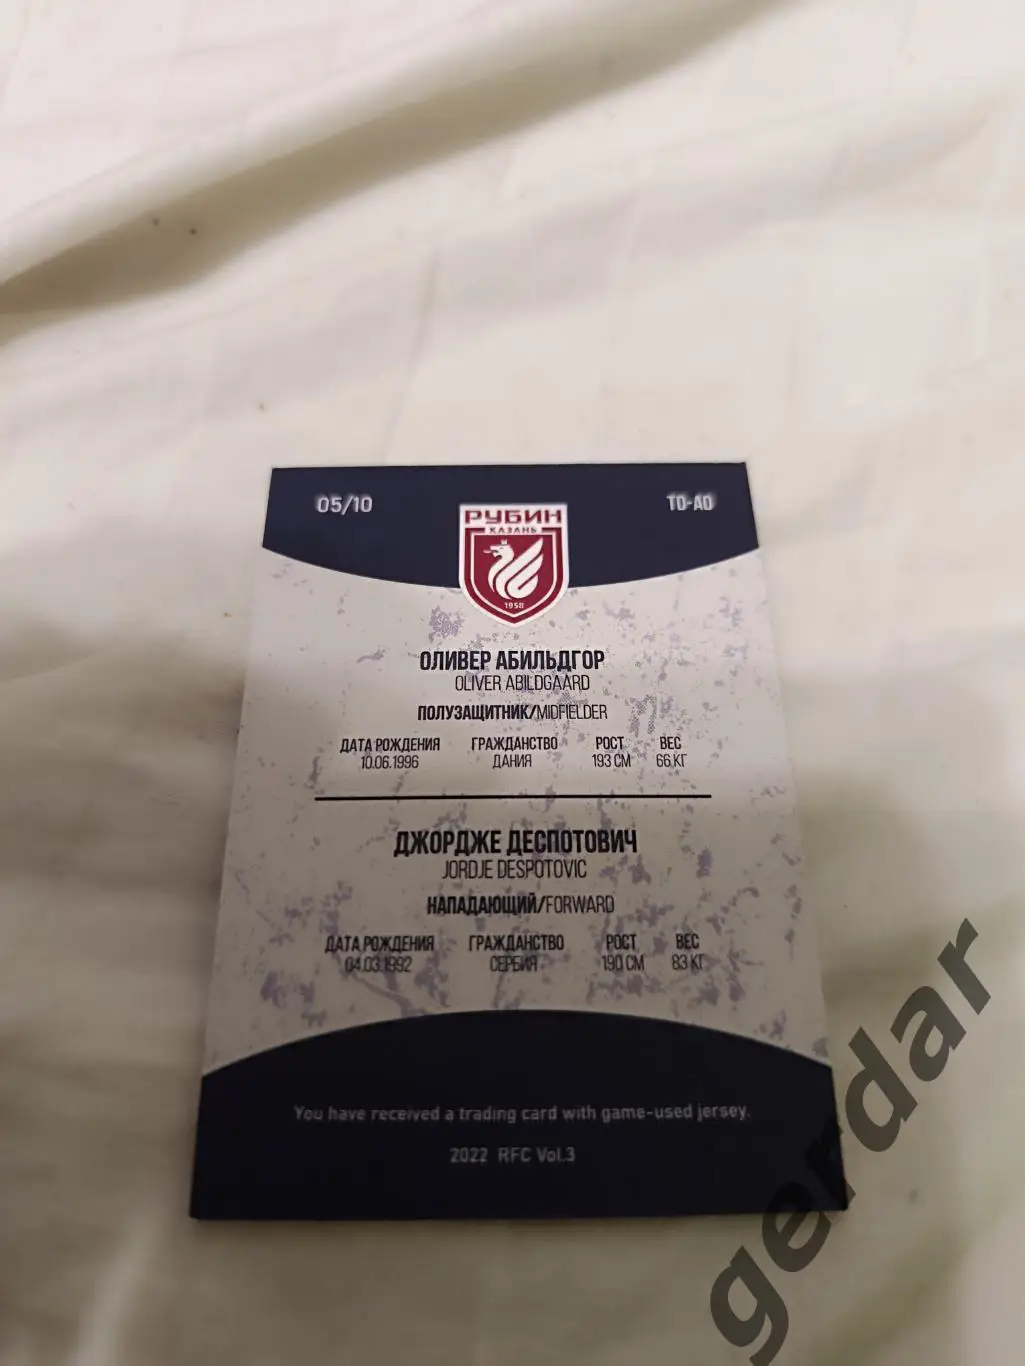 05/10
TD-AD
РУБИН
КАЗАНЬ
1958
ОЛИВЕР АБИЛЬДГОР
OLIVER ABILDGAARD
ПОЛУЗАЩИТНИК/MIDFIELDER
ДАТА РОЖДЕНИЯ ГРАЖДАНСТВО РОСТ ВЕС
10.06.1996 ДАНИЯ 193 СМ 66 КГ
ДЖОРДЖЕ ДЕСПОТОВИЧ
JORDJE DESPOTOVIC
НАПАДАЮЩИЙ/FORWARD
ДАТА РОЖДЕНИЯ ГРАЖДАНСТВО РОСТ ВЕС
04.03.1992 СЕРБИЯ 190 СМ 83 КГ
You have received a trading card with game-used jersey.
2022 RFC Vol.3
gerdar